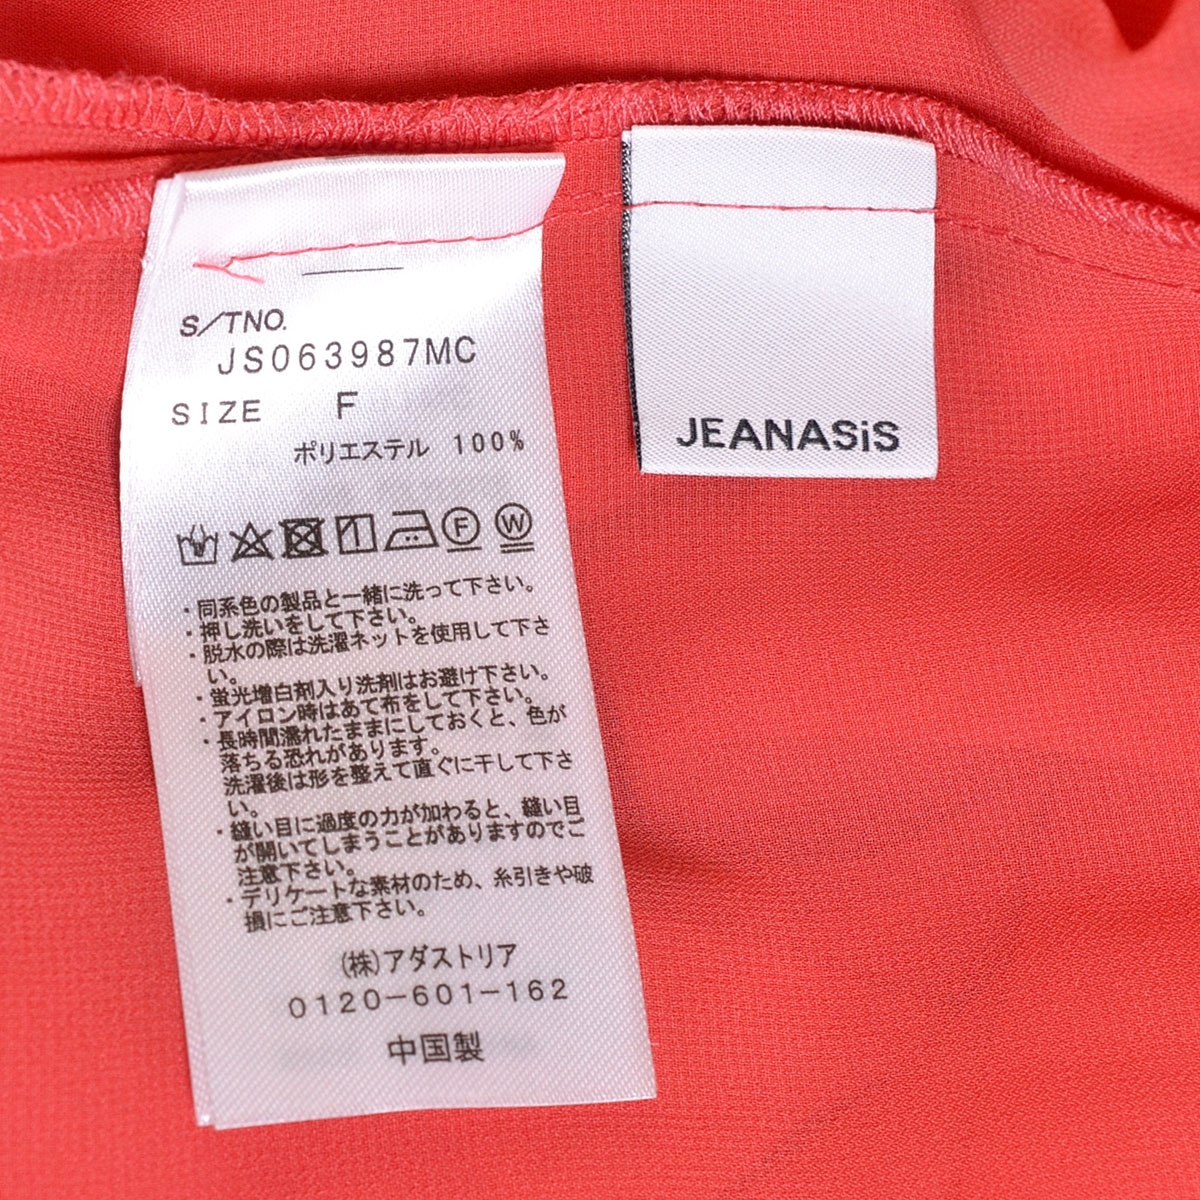 S/TNO.
JS063987MC
SIZE F
ポリエステル 100%
F W
・同系色の製品と一緒に洗って下さい。
・押し洗いをして下さい。
・脱水の際は洗濯ネットを使用して下さ
い。
・蛍光増白剤入り洗剤はお避け下さい。
・アイロン時はあて布をして下さい。
・長時間濡れたままにしておくと、色が
落ちる恐れがあります。
洗濯後は形を整えて直ぐに干して下さ
い。
・縫い目に過度の力が加わると、縫い目
が開いてしまうことがありますのでご
注意下さい。
・デリケートな素材のため、糸引きや破
損にご注意下さい。
(株)アダストリア
0120-601-162
中国製
JEANASiS